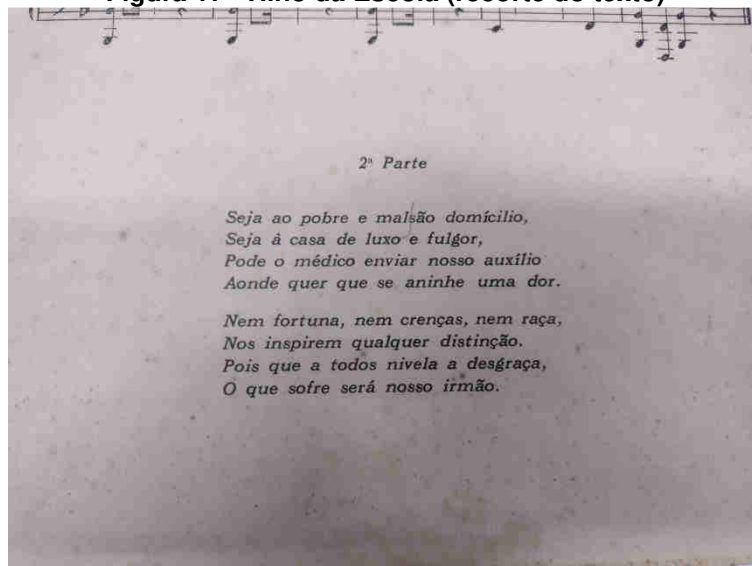 2ª Parte
Seja ao pobre e malsão domícilio,
Seja à casa de luxo e fulgor,
Pode o médico enviar nosso auxílio
Aonde quer que se aninhe uma dor.
Nem fortuna, nem crenças, nem raça,
Nos inspirem qualquer distinção.
Pois que a todos nivela a desgraça,
O que sofre será nosso irmão.